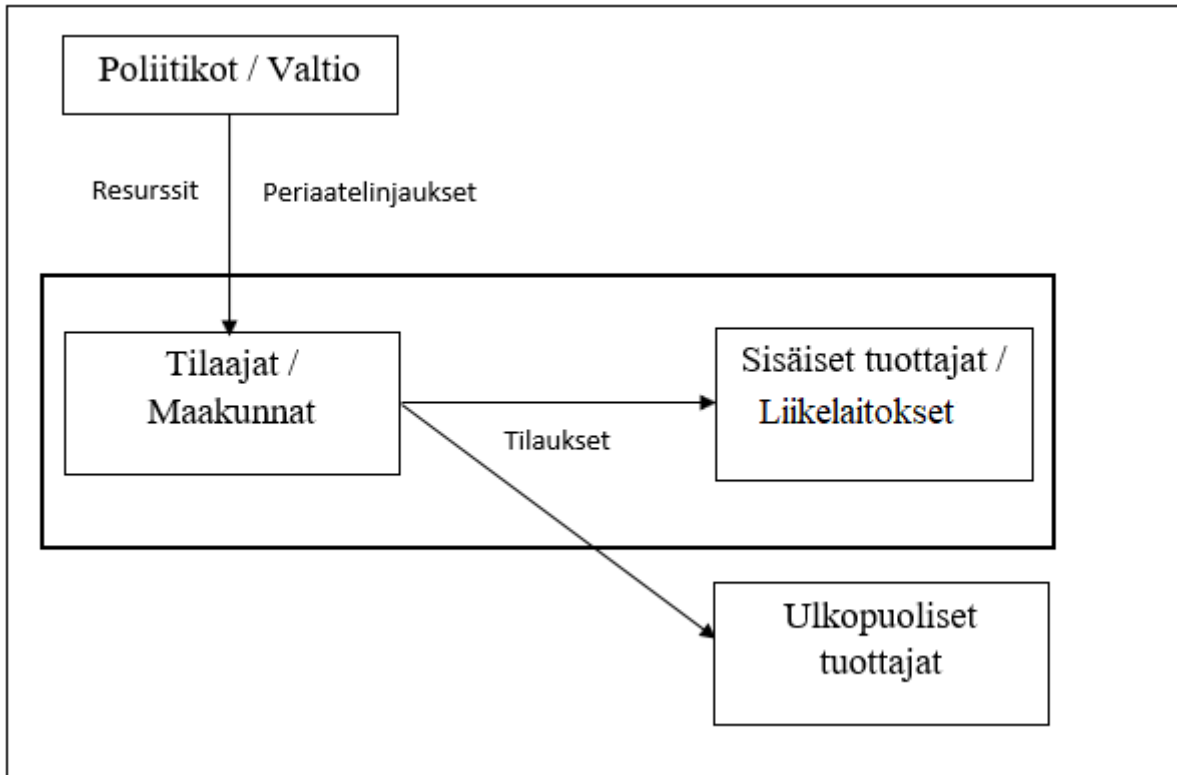 Poliitikot / Valtio
Resurssit
Periaatelinjaukset
Tilaajat /
Maakunnat
Sisäiset tuottajat /
Liikelaitokset
Tilaukset
Ulkopuoliset
tuottajat